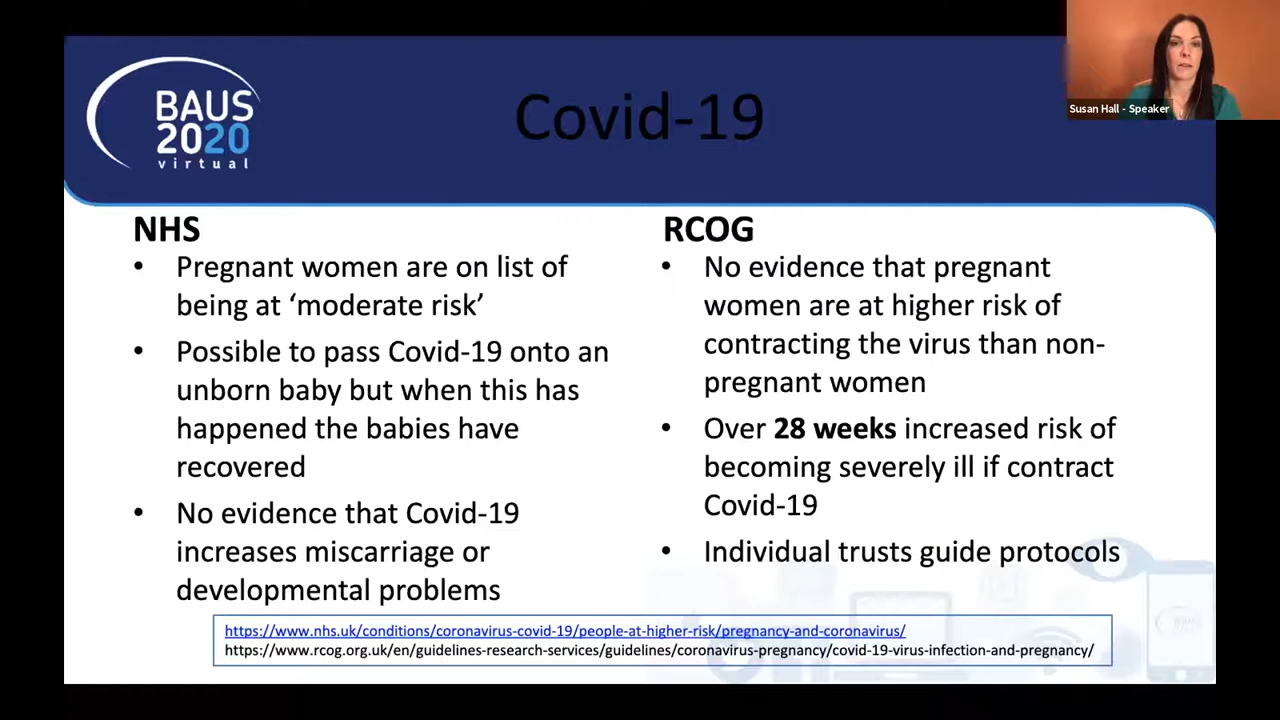 BAUS
2020
virtual
Covid-19
Susan Hall - Speaker
NHS
• Pregnant women are on list of
being at ‘moderate risk’
• Possible to pass Covid-19 onto an
unborn baby but when this has
happened the babies have
recovered
• No evidence that Covid-19
increases miscarriage or
developmental problems
RCOG
• No evidence that pregnant
women are at higher risk of
contracting the virus than non-
pregnant women
• Over 28 weeks increased risk of
becoming severely ill if contract
Covid-19
• Individual trusts guide protocols
https://www.nhs.uk/conditions/coronavirus-covid-19/people-at-higher-risk/pregnancy-and-coronavirus/
https://www.rcog.org.uk/en/guidelines-research-services/guidelines/coronavirus-pregnancy/covid-19-virus-infection-and-pregnancy/